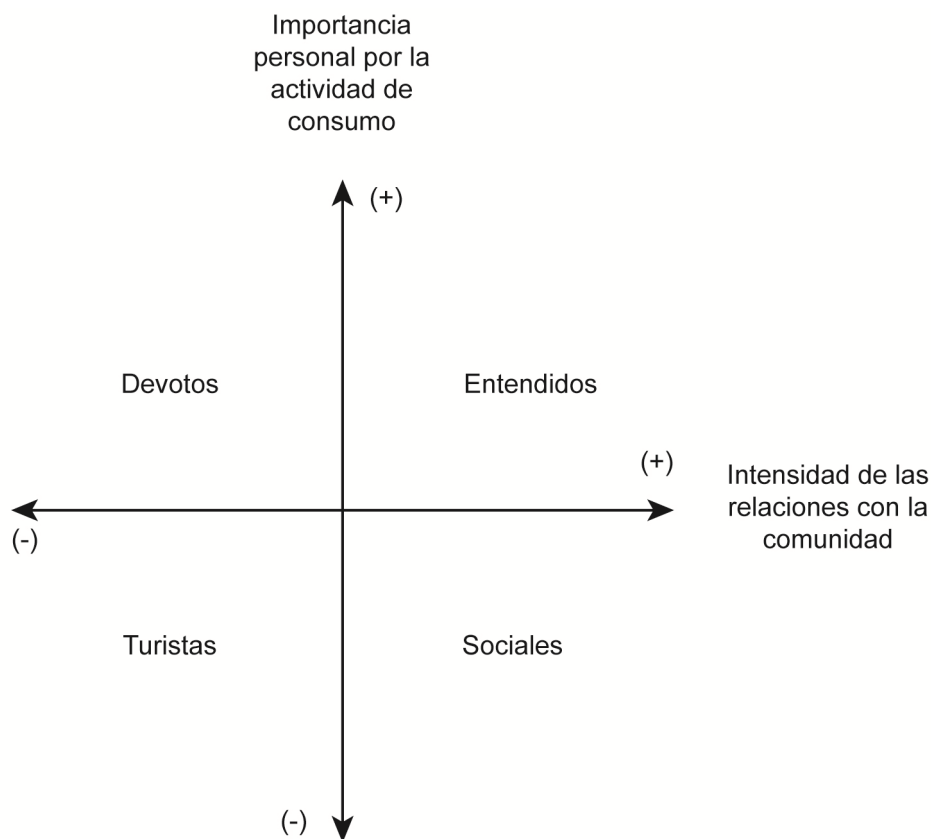 Importancia
personal por la
actividad de
consumo
(+)
Devotos
Entendidos
(+)
Intensidad de las
relaciones con la
comunidad
(-)
Turistas
Sociales
(-)